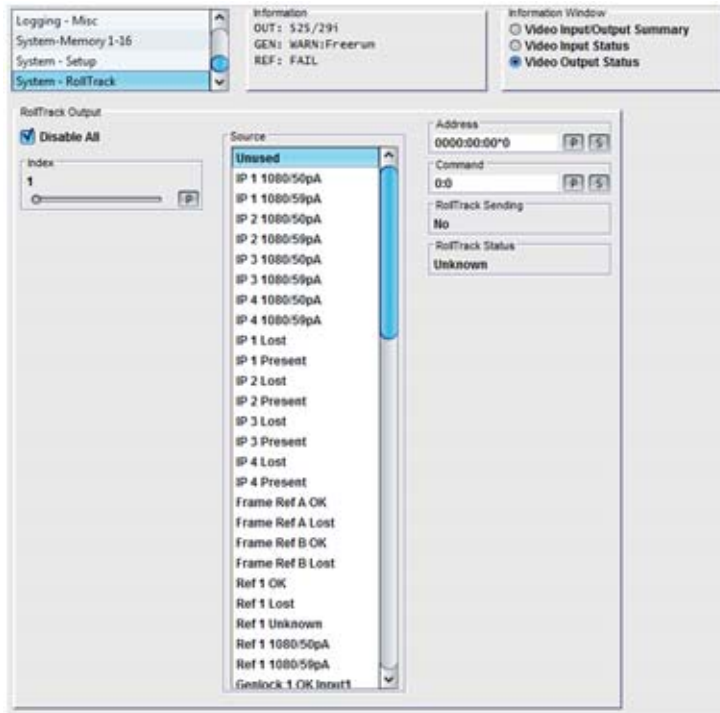 Logging - Misc
System-Memory 1-16
System - Setup
System - RollTrack
Information
OUT: 525/29i
GEN: WARN:Freerun
REF: FAIL
Information Window
Video Input/Output Summary
Video Input Status
Video Output Status
RollTrack Output
Disable All
Index
1
P
Source
Unused
IP 1 1080/50pA
IP 1 1080/59pA
IP 2 1080/50pA
IP 2 1080/59pA
IP 3 1080/50pA
IP 3 1080/59pA
IP 4 1080/50pA
IP 4 1080/59pA
IP 1 Lost
IP 1 Present
IP 2 Lost
IP 2 Present
IP 3 Lost
IP 3 Present
IP 4 Lost
IP 4 Present
Frame Ref A OK
Frame Ref A Lost
Frame Ref B OK
Frame Ref B Lost
Ref 1 OK
Ref 1 Lost
Ref 1 Unknown
Ref 1 1080/50pA
Ref 1 1080/59pA
Genlock 1 OK Input1
Address
0000:00:00*0 P S
Command
0:0 P S
RollTrack Sending
No
RollTrack Status
Unknown